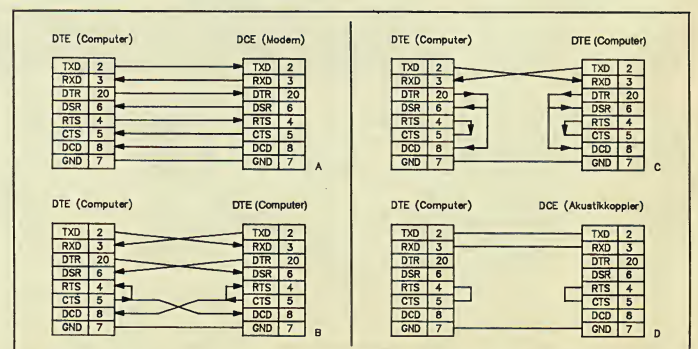 DTE (Computer) DCE (Modem)
TXD 2 TXD 2
RXD 3 RXD 3
DTR 20 DTR 20
DSR 6 DSR 6
RTS 4 RTS 4
CTS 5 CTS 5
DCD 8 DCD 8
GND 7 GND 7
A
DTE (Computer) DTE (Computer)
TXD 2 TXD 2
RXD 3 RXD 3
DTR 20 DTR 20
DSR 6 DSR 6
RTS 4 RTS 4
CTS 5 CTS 5
DCD 8 DCD 8
GND 7 GND 7
B
DTE (Computer) DTE (Computer)
TXD 2 TXD 2
RXD 3 RXD 3
DTR 20 DTR 20
DSR 6 DSR 6
RTS 4 RTS 4
CTS 5 CTS 5
DCD 8 DCD 8
GND 7 GND 7
C
DTE (Computer) DCE (Akustikkoppler)
TXD 2 TXD 2
RXD 3 RXD 3
DTR 20 DTR 20
DSR 6 DSR 6
RTS 4 RTS 4
CTS 5 CTS 5
DCD 8 DCD 8
GND 7 GND 7
D